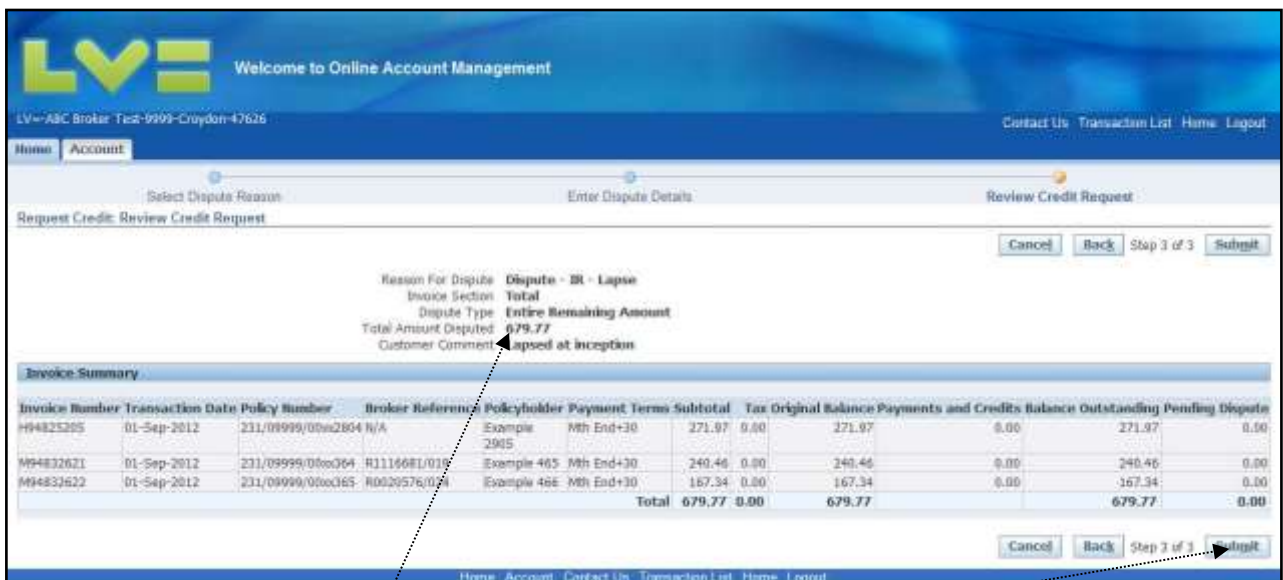 LV=
Welcome to Online Account Management
LV=-ABC Broker Test-9999-Croydon-47626
Contact Us Transaction List Home Logout
Home Account
Select Dispute Reason Enter Dispute Details Review Credit Request
Request Credit: Review Credit Request
Cancel Back Step 3 of 3 Submit
Reason For Dispute Dispute - IR - Lapse
Invoice Section Total
Dispute Type Entire Remaining Amount
Total Amount Disputed 679.77
Customer Comment Lapsed at inception
Invoice Summary
Invoice Number Transaction Date Policy Number Broker Reference Policyholder Payment Terms Subtotal Tax Original Balance Payments and Credits Balance Outstanding Pending Dispute
H94825205 01-Sep-2012 231/09999/00xx2804 N/A Example 2905 Mth End+30 271.97 0.00 271.97 0.00 271.97 0.00
M94832621 01-Sep-2012 231/09999/00xx364 Example 465 Mth End+30 240.46 0.00 240.46 0.00 240.46 0.00
M94832622 01-Sep-2012 231/09999/00xx365 Example 466 Mth End+30 167.34 0.00 167.34 0.00 167.34 0.00
Total 679.77 0.00 679.77 679.77 0.00
Cancel Back Step 3 of 3 Submit
Home Account Contact Us Transaction List Home Logout